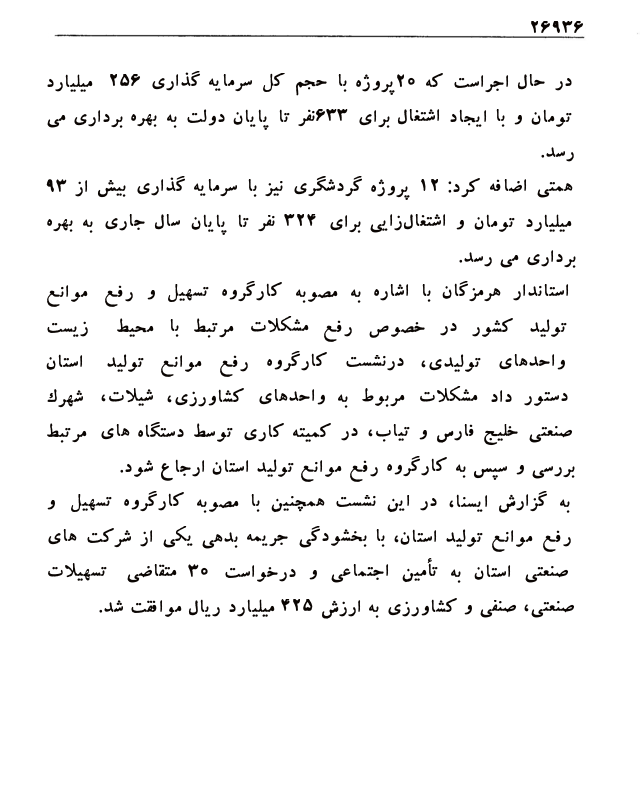 ۲۶۹۳۶
در حال اجراست که ۲۰پروژه با حجم کل سرمایه گذاری ۲۵۶ میلیارد
تومان و با ایجاد اشتغال برای ۶۳۳نفر تا پایان دولت به بهره برداری می
رسد.
همتی اضافه کرد: ۱۲ پروژه گردشگری نیز با سرمایه گذاری بیش از ۹۳
میلیارد تومان و اشتغال‌زایی برای ۳۲۴ نفر تا پایان سال جاری به بهره
برداری می رسد.
استاندار هرمزگان با اشاره به مصوبه کارگروه تسهیل و رفع موانع
تولید کشور در خصوص رفع مشکلات مرتبط با محیط زیست
واحدهای تولیدی، درنشست کارگروه رفع موانع تولید استان
دستور داد مشکلات مربوط به واحدهای کشاورزی، شیلات، شهرك
صنعتی خلیج فارس و تیاب، در کمیته کاری توسط دستگاه های مرتبط
بررسی و سپس به کارگروه رفع موانع تولید استان ارجاع شود.
به گزارش ایسنا، در این نشست همچنین با مصوبه کارگروه تسهیل و
رفع موانع تولید استان، با بخشودگی جریمه بدهی یکی از شرکت های
صنعتی استان به تأمین اجتماعی و درخواست ۳۰ متقاضی تسهیلات
صنعتی، صنفی و کشاورزی به ارزش ۴۲۵ میلیارد ریال موافقت شد.